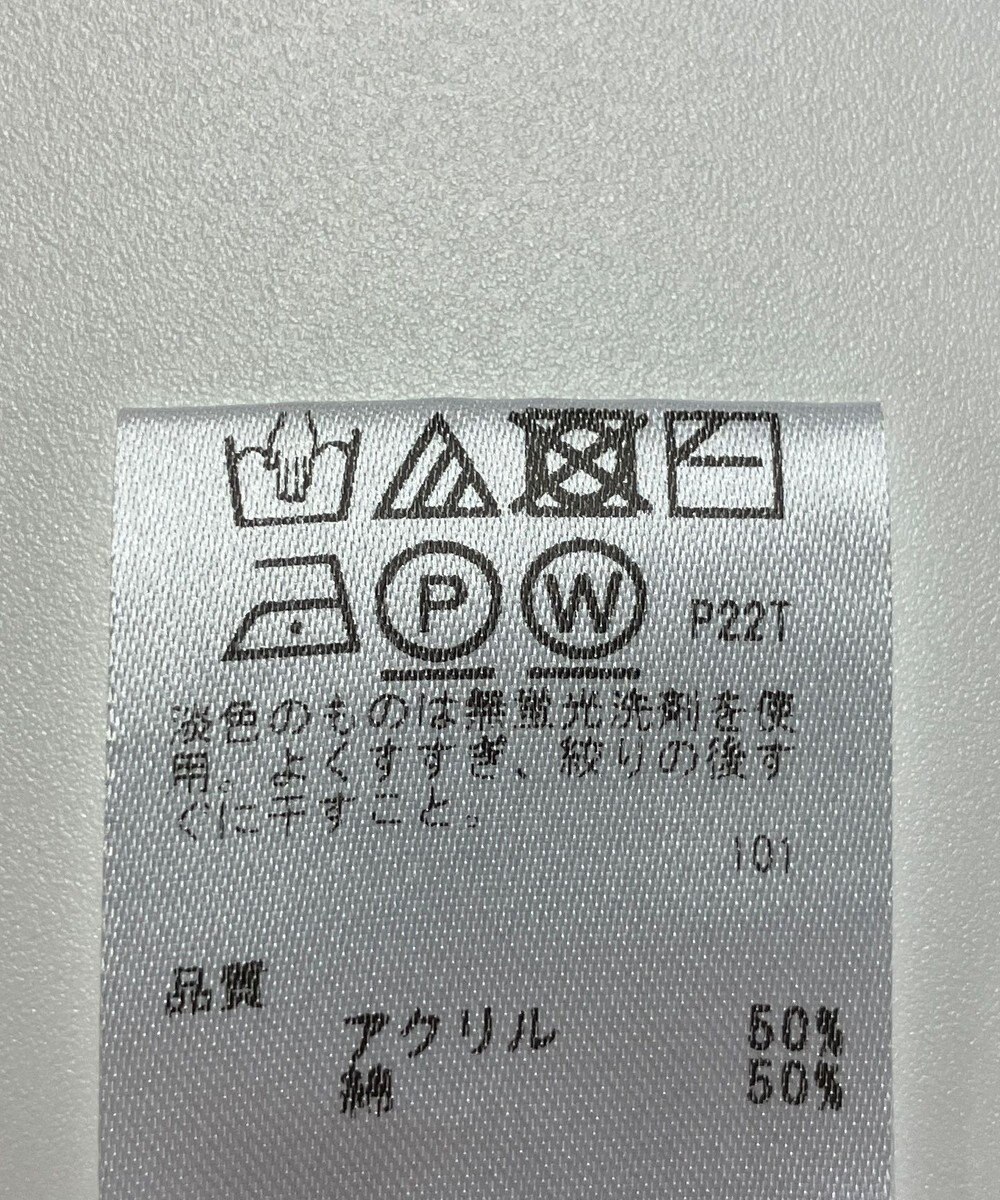 P W P22T
淡色のものは無蛍光洗剤を使
用。よくすすぎ、絞りの後す
ぐに干すこと。
101
品質
アクリル 50%
綿 50%